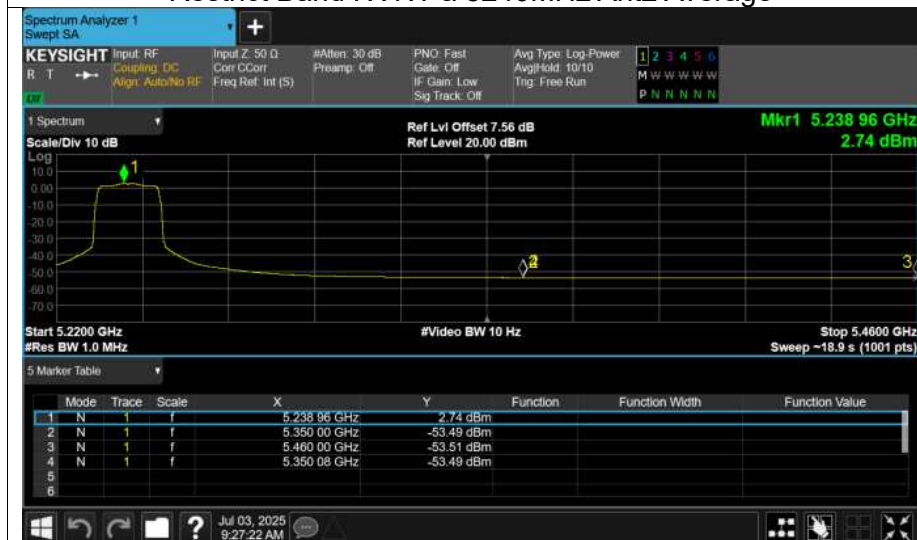 Spectrum Analyzer 1
Swept SA
+
KEYSIGHT
R T
Input: RF
Coupling: DC
Align: Auto/No RF
Input Z: 50 Ω
Corr CCorr
Freq Ref: Int (S)
#Atten: 30 dB
Preamp: Off
PNO: Fast
Gate: Off
IF Gain: Low
Sig Track: Off
Avg Type: Log-Power
Avg|Hold: 10/10
Trig: Free Run
1 2 3 4 5 6
M W W W W W
P N N N N N
1 Spectrum
Scale/Div 10 dB
Ref Lvl Offset 7.56 dB
Ref Level 20.00 dBm
Mkr1 5.238 96 GHz
2.74 dBm
Log
10.0
0.00
-10.0
-20.0
-30.0
-40.0
-50.0
-60.0
-70.0
1
2
3
Start 5.2200 GHz
#Res BW 1.0 MHz
#Video BW 10 Hz
Stop 5.4600 GHz
Sweep ~18.9 s (1001 pts)
5 Marker Table
Mode Trace Scale X Y Function Function Width Function Value
1 N 1 f 5.238 96 GHz 2.74 dBm
2 N 1 f 5.350 00 GHz -53.49 dBm
3 N 1 f 5.460 00 GHz -53.51 dBm
4 N 1 f 5.350 08 GHz -53.49 dBm
5
6
?
Jul 03, 2025
9:27:22 AM